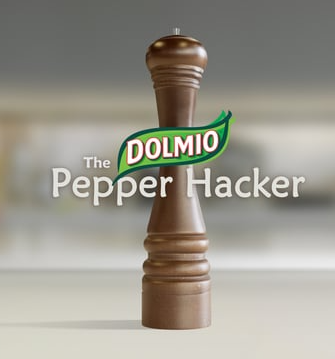 The DOLMIO
Pepper Hacker